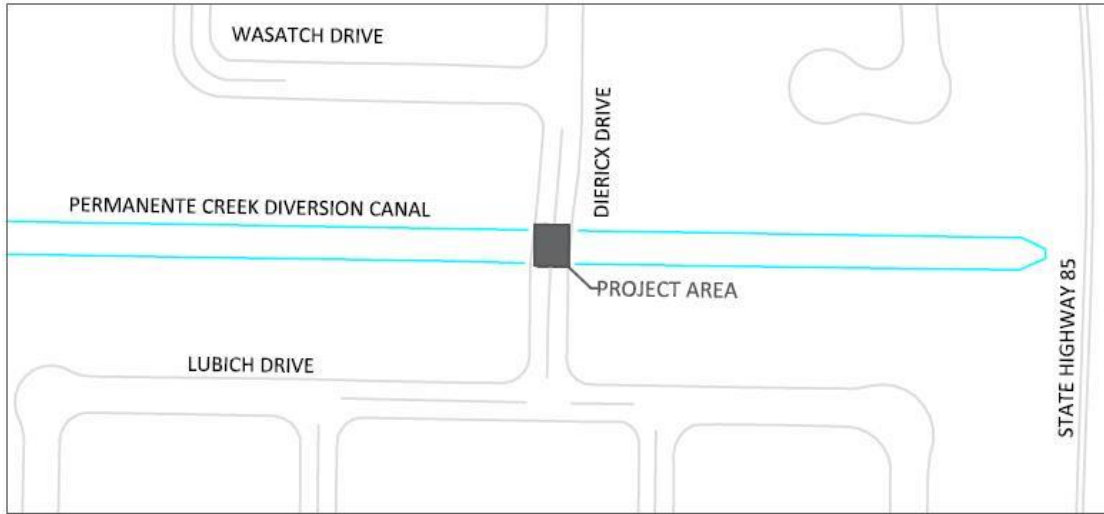 WASATCH DRIVE
DIERICX DRIVE
PERMANENTE CREEK DIVERSION CANAL
PROJECT AREA
STATE HIGHWAY 85
LUBICH DRIVE